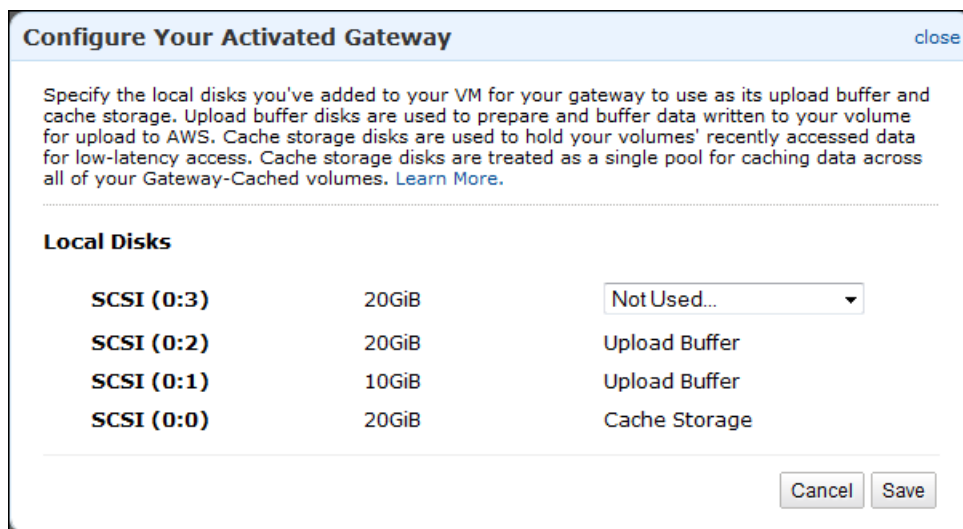 Configure Your Activated Gateway close
Specify the local disks you've added to your VM for your gateway to use as its upload buffer and
cache storage. Upload buffer disks are used to prepare and buffer data written to your volume
for upload to AWS. Cache storage disks are used to hold your volumes' recently accessed data
for low-latency access. Cache storage disks are treated as a single pool for caching data across
all of your Gateway-Cached volumes. Learn More.
Local Disks
SCSI (0:3) 20GiB Not Used...
SCSI (0:2) 20GiB Upload Buffer
SCSI (0:1) 10GiB Upload Buffer
SCSI (0:0) 20GiB Cache Storage
Cancel Save